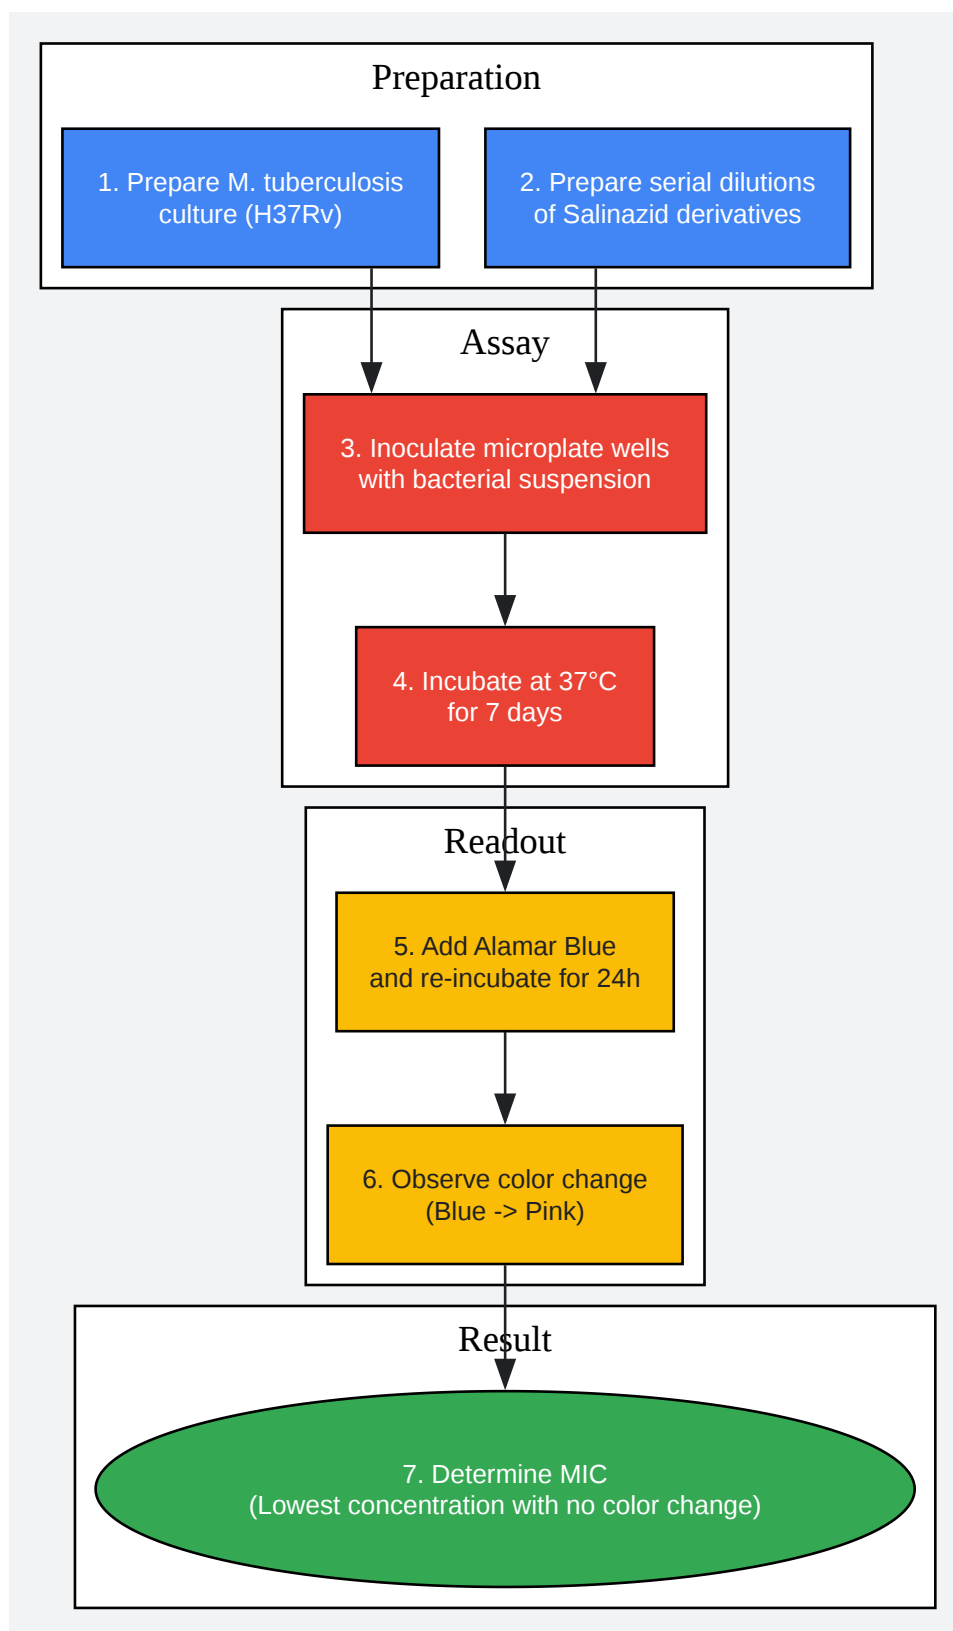 Preparation
1. Prepare M. tuberculosis
culture (H37Rv)
2. Prepare serial dilutions
of Salinazid derivatives
Assay
3. Inoculate microplate wells
with bacterial suspension
4. Incubate at 37°C
for 7 days
Readout
5. Add Alamar Blue
and re-incubate for 24h
6. Observe color change
(Blue -> Pink)
Result
7. Determine MIC
(Lowest concentration with no color change)